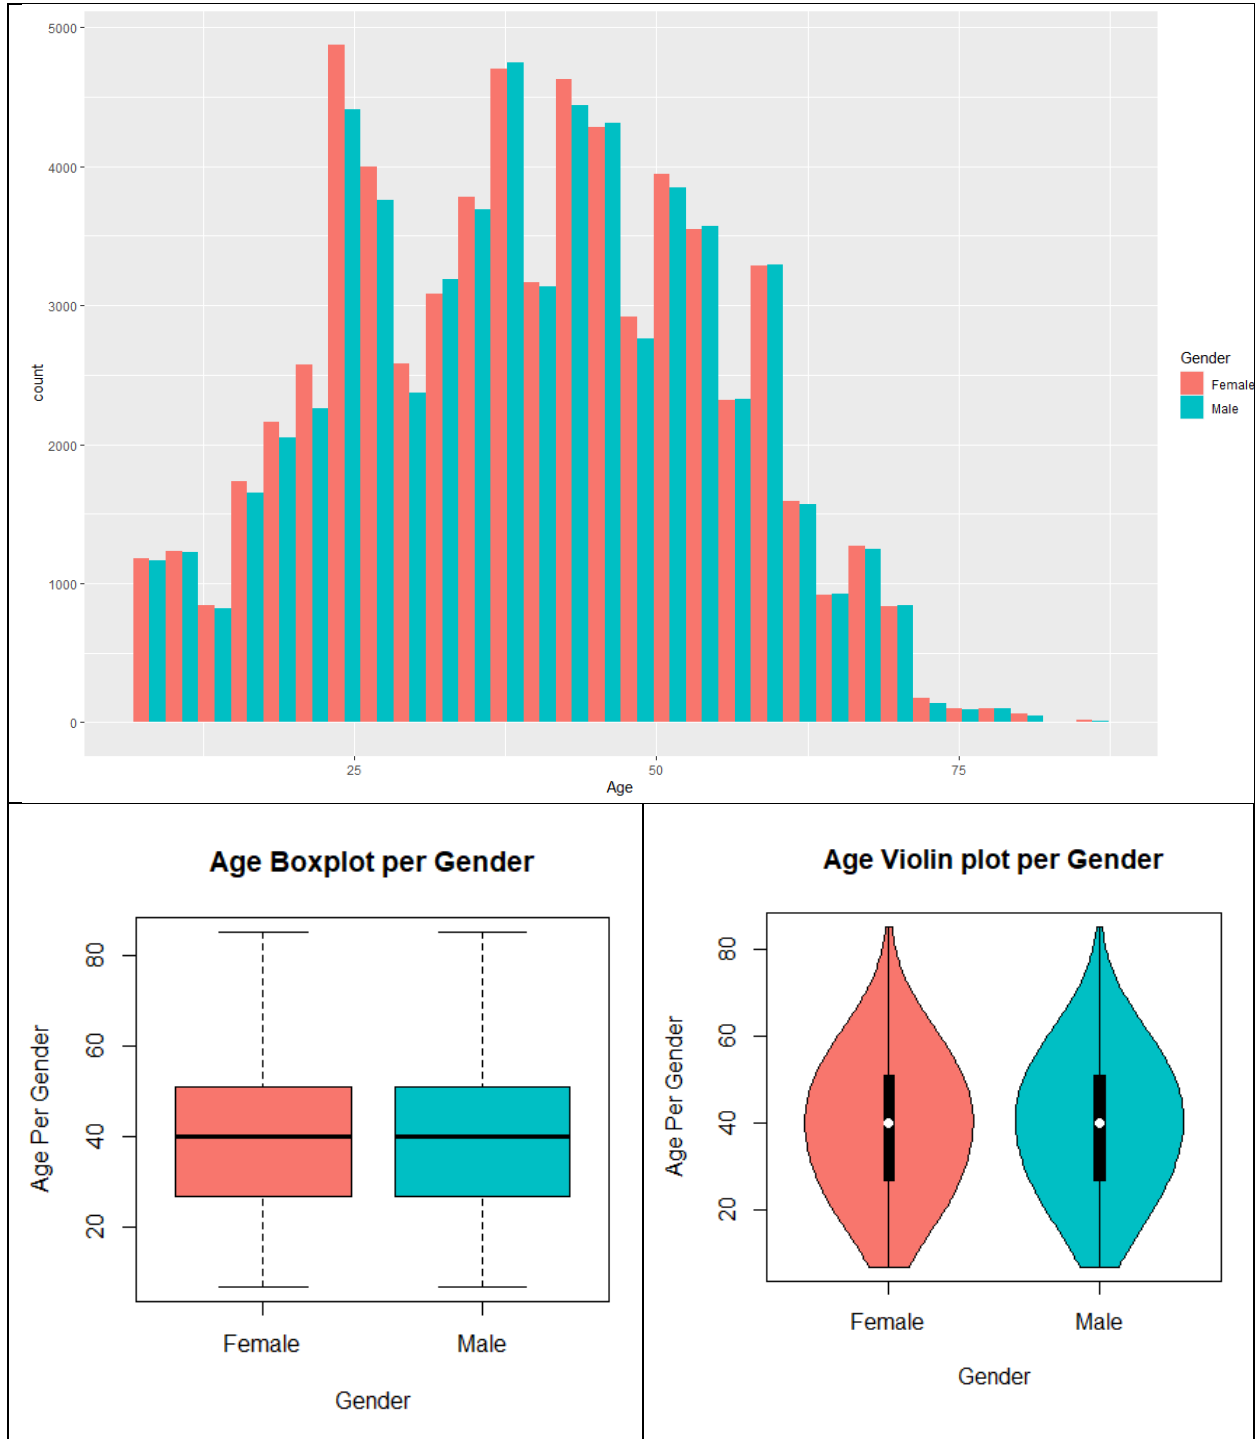 5000
4000
3000
2000
1000
0
count
25 50 75
Age
Gender
Female
Male
Age Boxplot per Gender
Age Per Gender
80
60
40
20
Female Male
Gender
Age Violin plot per Gender
Age Per Gender
80
60
40
20
Female Male
Gender